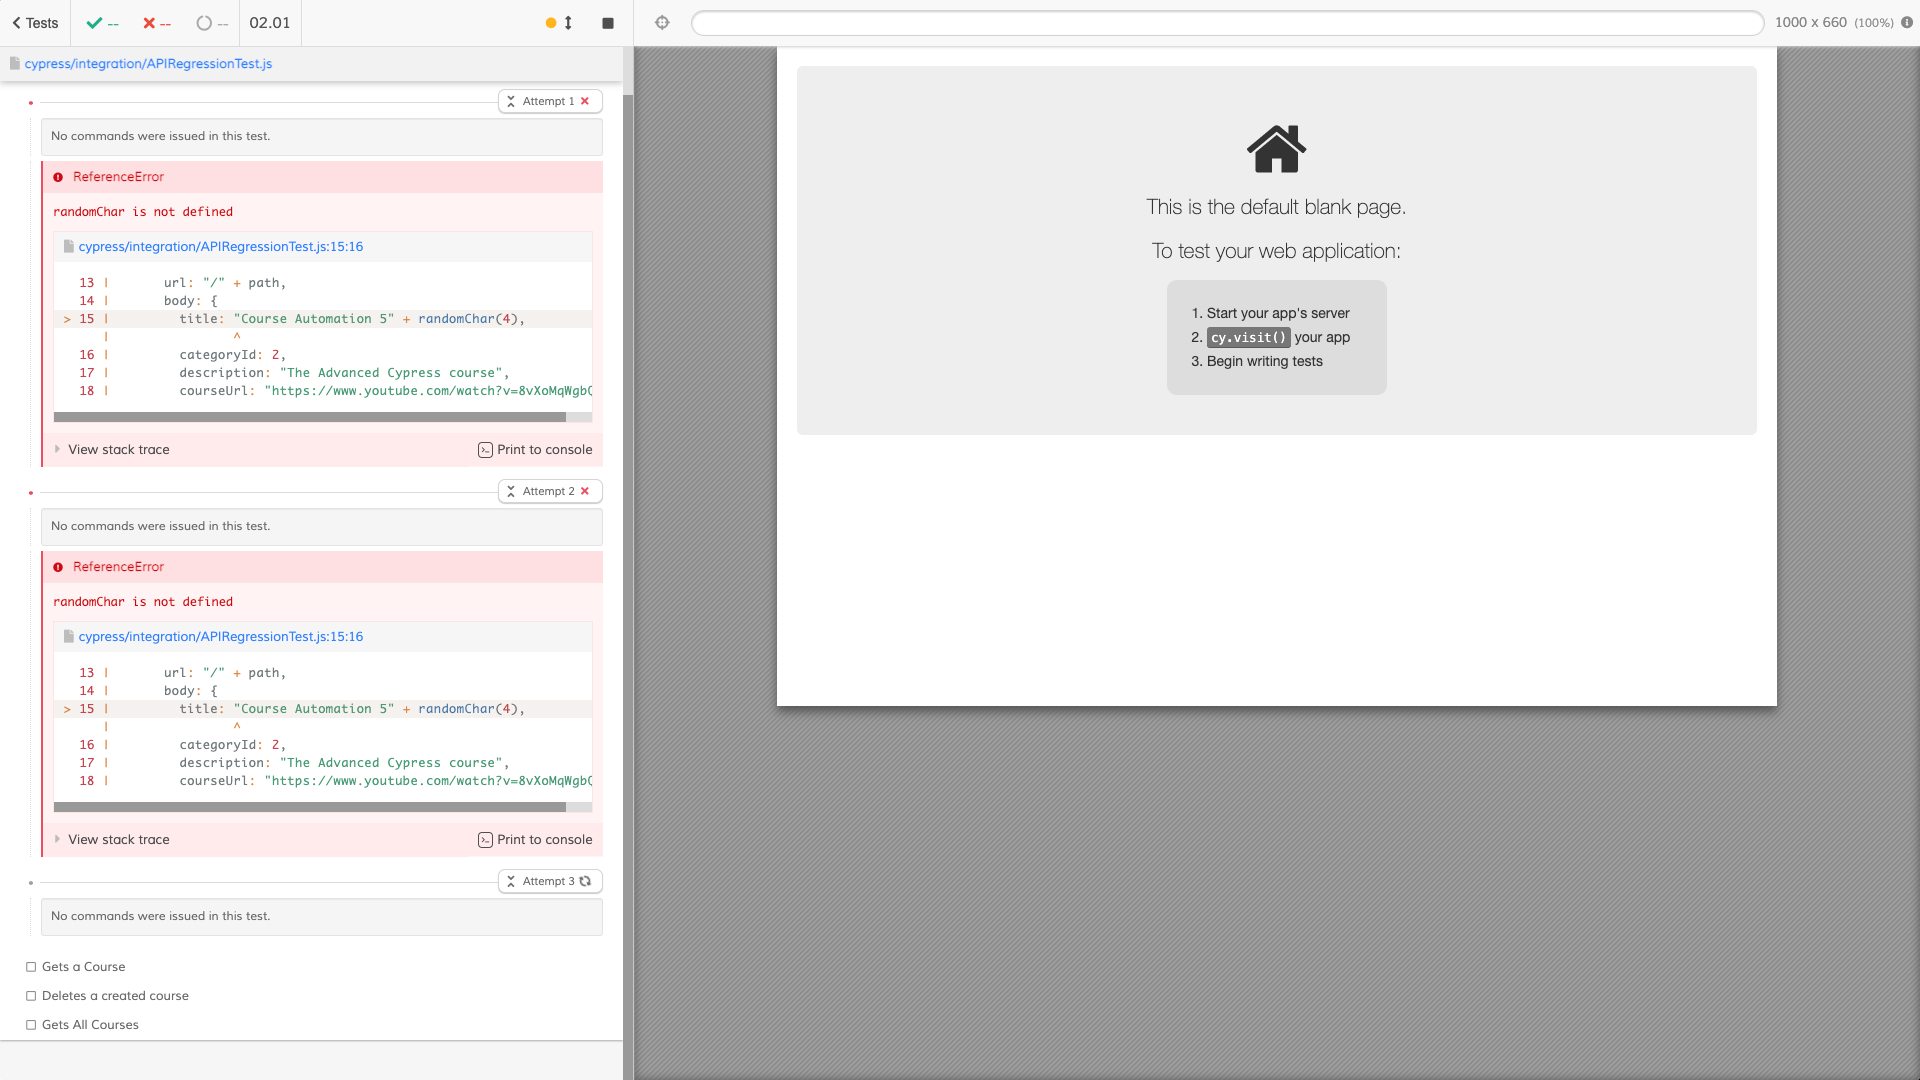 Tests
--
--
--
02.01
1000 x 660 (100%)
cypress/integration/APIRegressionTest.js
Attempt 1
No commands were issued in this test.
ReferenceError
randomChar is not defined
cypress/integration/APIRegressionTest.js:15:16
13 | url: "/" + path,
14 | body: {
> 15 | title: "Course Automation 5" + randomChar(4),
| ^
16 | categoryId: 2,
17 | description: "The Advanced Cypress course",
18 | courseUrl: "https://www.youtube.com/watch?v=8vXoMqWgbQ
View stack trace
Print to console
Attempt 2
No commands were issued in this test.
ReferenceError
randomChar is not defined
cypress/integration/APIRegressionTest.js:15:16
13 | url: "/" + path,
14 | body: {
> 15 | title: "Course Automation 5" + randomChar(4),
| ^
16 | categoryId: 2,
17 | description: "The Advanced Cypress course",
18 | courseUrl: "https://www.youtube.com/watch?v=8vXoMqWgbQ
View stack trace
Print to console
Attempt 3
No commands were issued in this test.
Gets a Course
Deletes a created course
Gets All Courses
This is the default blank page.
To test your web application:
1. Start your app's server
2. cy.visit() your app
3. Begin writing tests